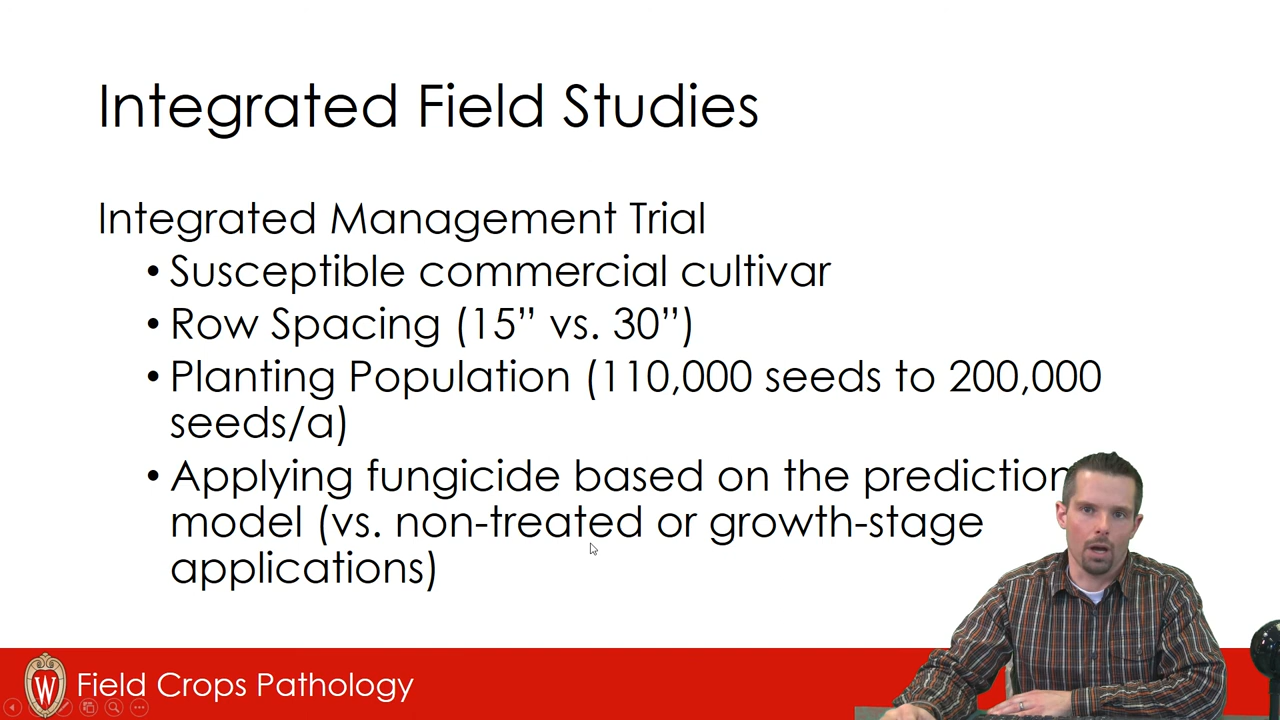 Integrated Field Studies
Integrated Management Trial
• Susceptible commercial cultivar
• Row Spacing (15” vs. 30”)
• Planting Population (110,000 seeds to 200,000
seeds/a)
• Applying fungicide based on the prediction
model (vs. non-treated or growth-stage
applications)
W
Field Crops Pathology